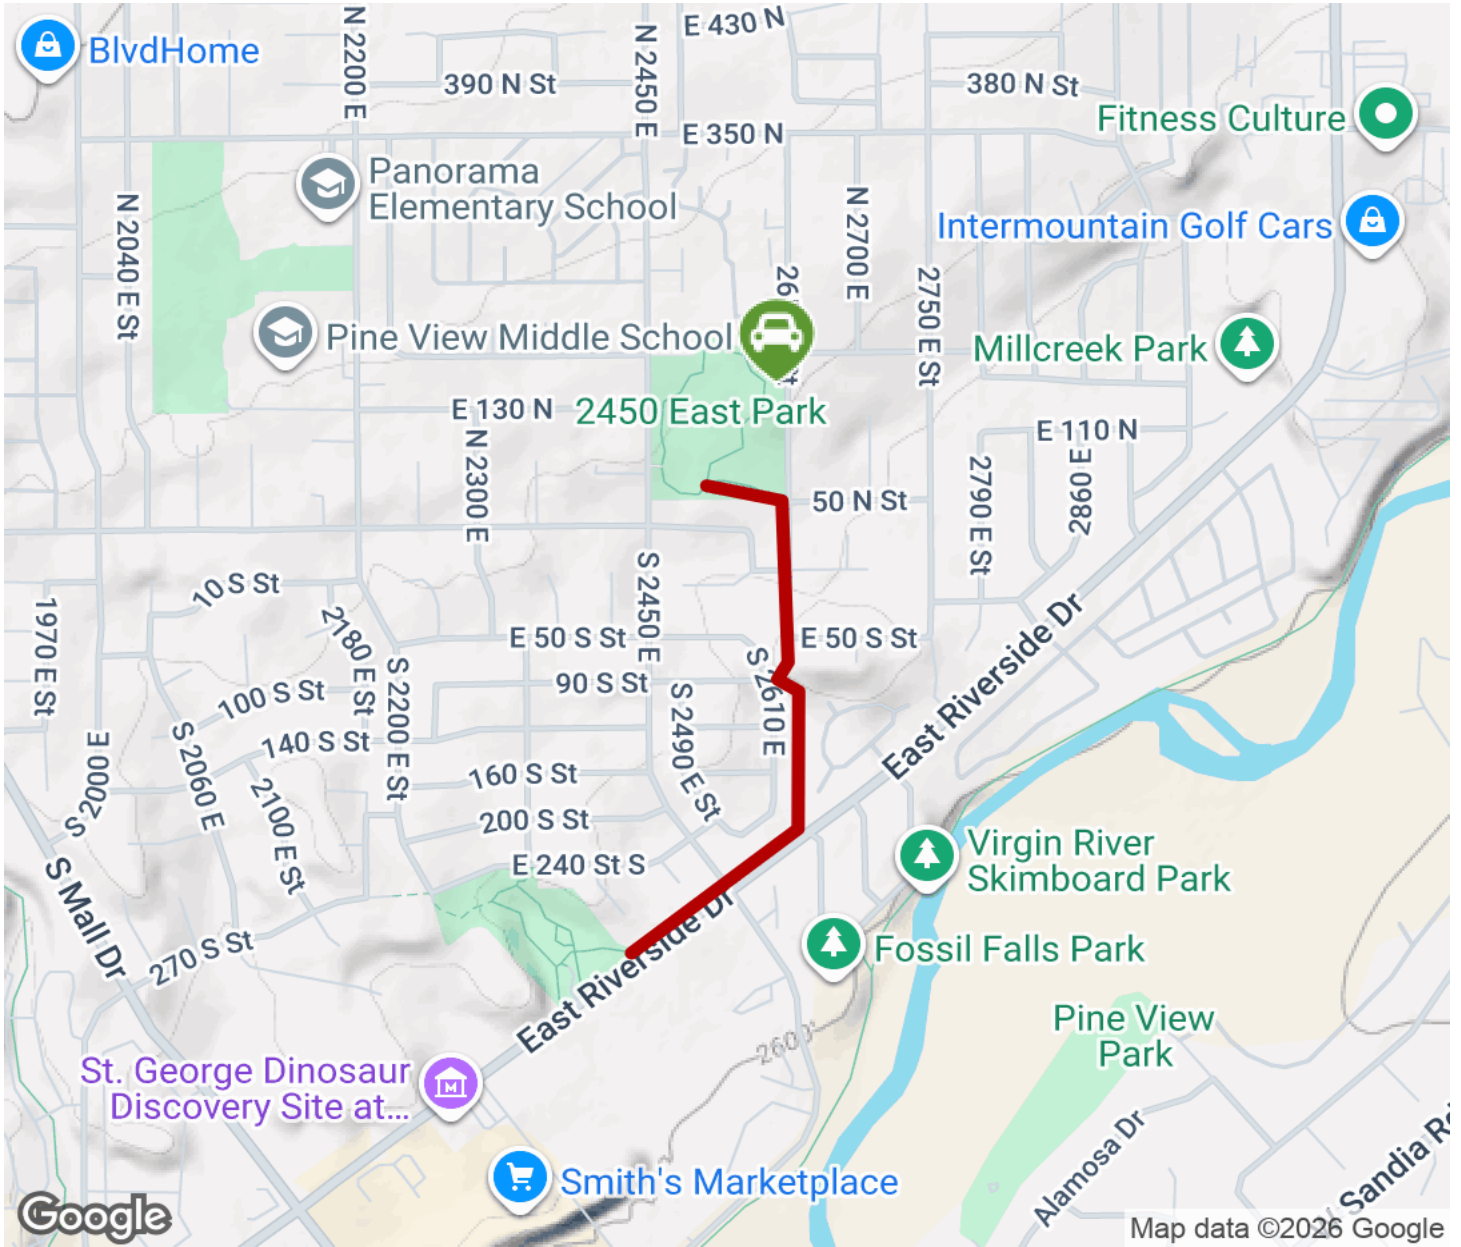 BlvdHome
N 2200 E
N 2450 E
E 430 N
390 N St
380 N St
E 350 N
Fitness Culture
Panorama
Elementary School
N 2040 E St
N 2700 E
Intermountain Golf Cars
2750 E St
Pine View Middle School
Millcreek Park
E 130 N
2450 East Park
E 110 N
N 2300 E
2790 E St
2860 E
50 N St
10 S St
1970 E St
2180 E St
S 2450 E
E 50 S St
E 50 S St
S 2610 E
90 S St
100 S St
S 2200 E St
S 2490 E St
East Riverside Dr
140 S St
S 2000 E
S 2060 E
2100 E St
160 S St
200 S St
E 240 St S
Virgin River
Skimboard Park
S Mall Dr
270 S St
East Riverside Dr
Fossil Falls Park
Pine View
Park
2600'
St. George Dinosaur
Discovery Site at...
Smith's Marketplace
Alamosa Dr
Google
Map data ©2026 Google